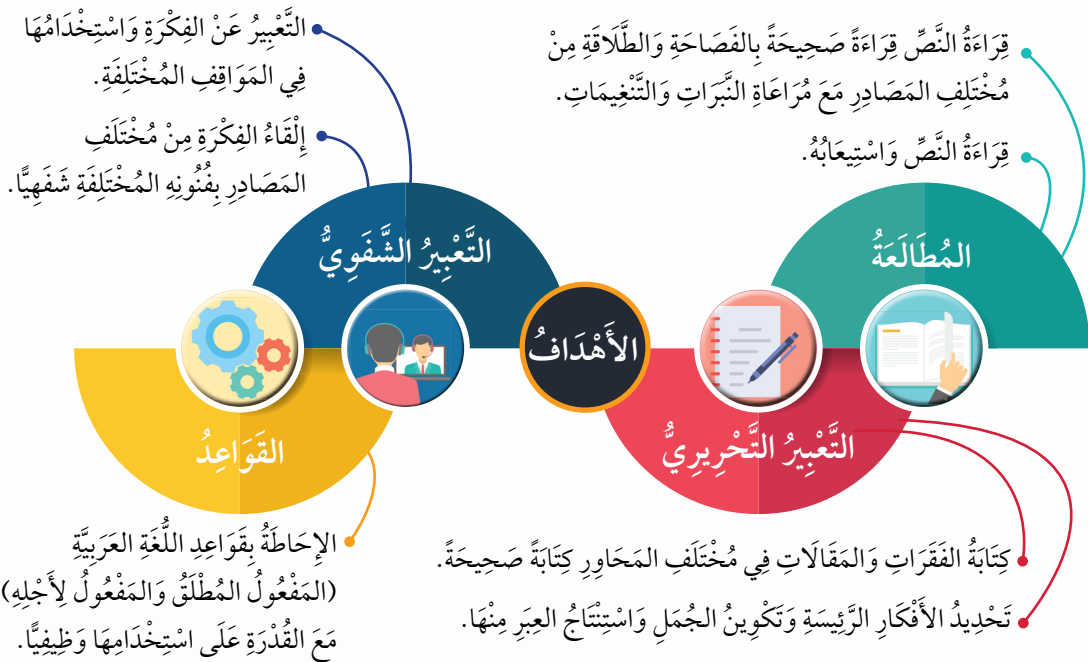 قِرَاءَةُ النَّصِّ قِرَاءَةً صَحِيحَةً بِالفَصَاحَةِ وَالطَّلَاقَةِ مِنْ
مُخْتَلِفِ المَصَادِرِ مَعَ مُرَاعَاةِ النَّبَرَاتِ وَالتَّنْغِيمَاتِ.
قِرَاءَةُ النَّصِّ وَاسْتِيعَابُهُ.
المُطَالَعَةُ
التَّعْبِيرُ عَنْ الفِكْرَةِ وَاسْتِخْدَامُهَا
فِي المَوَاقِفِ المُخْتَلِفَةِ.
إِلْقَاءُ الفِكْرَةِ مِنْ مُخْتَلَفِ
المَصَادِرِ بِفُنُونِهِ المُخْتَلِفَةِ شَفَهِيًّا.
التَّعْبِيرُ الشَّفَوِيُّ
الأَهْدَافُ
التَّعْبِيرُ التَّحْرِيرِيُّ
كِتَابَةُ الفَقَرَاتِ وَالمَقَالَاتِ فِي مُخْتَلَفِ المَحَاوِرِ كِتَابَةً صَحِيحَةً.
تَحْدِيدُ الأَفْكَارِ الرَّئِيسَةِ وَتَكْوِينُ الجُمَلِ وَاسْتِنْتَاجُ العِبَرِ مِنْهَا.
القَوَاعِدُ
الإِحَاطَةُ بِقَوَاعِدِ اللُّغَةِ العَرَبِيَّةِ
(المَفْعُولُ المُطْلَقُ وَالمَفْعُولُ لِأَجْلِهِ)
مَعَ القُدْرَةِ عَلَى اسْتِخْدَامِهَا وَظِيفِيًّا.